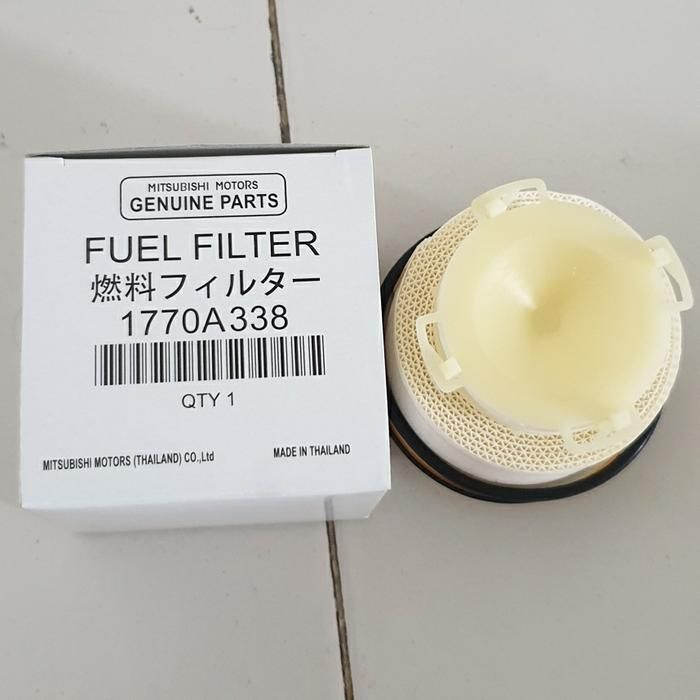 MITSUBISHI MOTORS
GENUINE PARTS
FUEL FILTER
燃料フィルター
1770A338
QTY 1
MITSUBISHI MOTORS (THAILAND) CO.,Ltd
MADE IN THAILAND